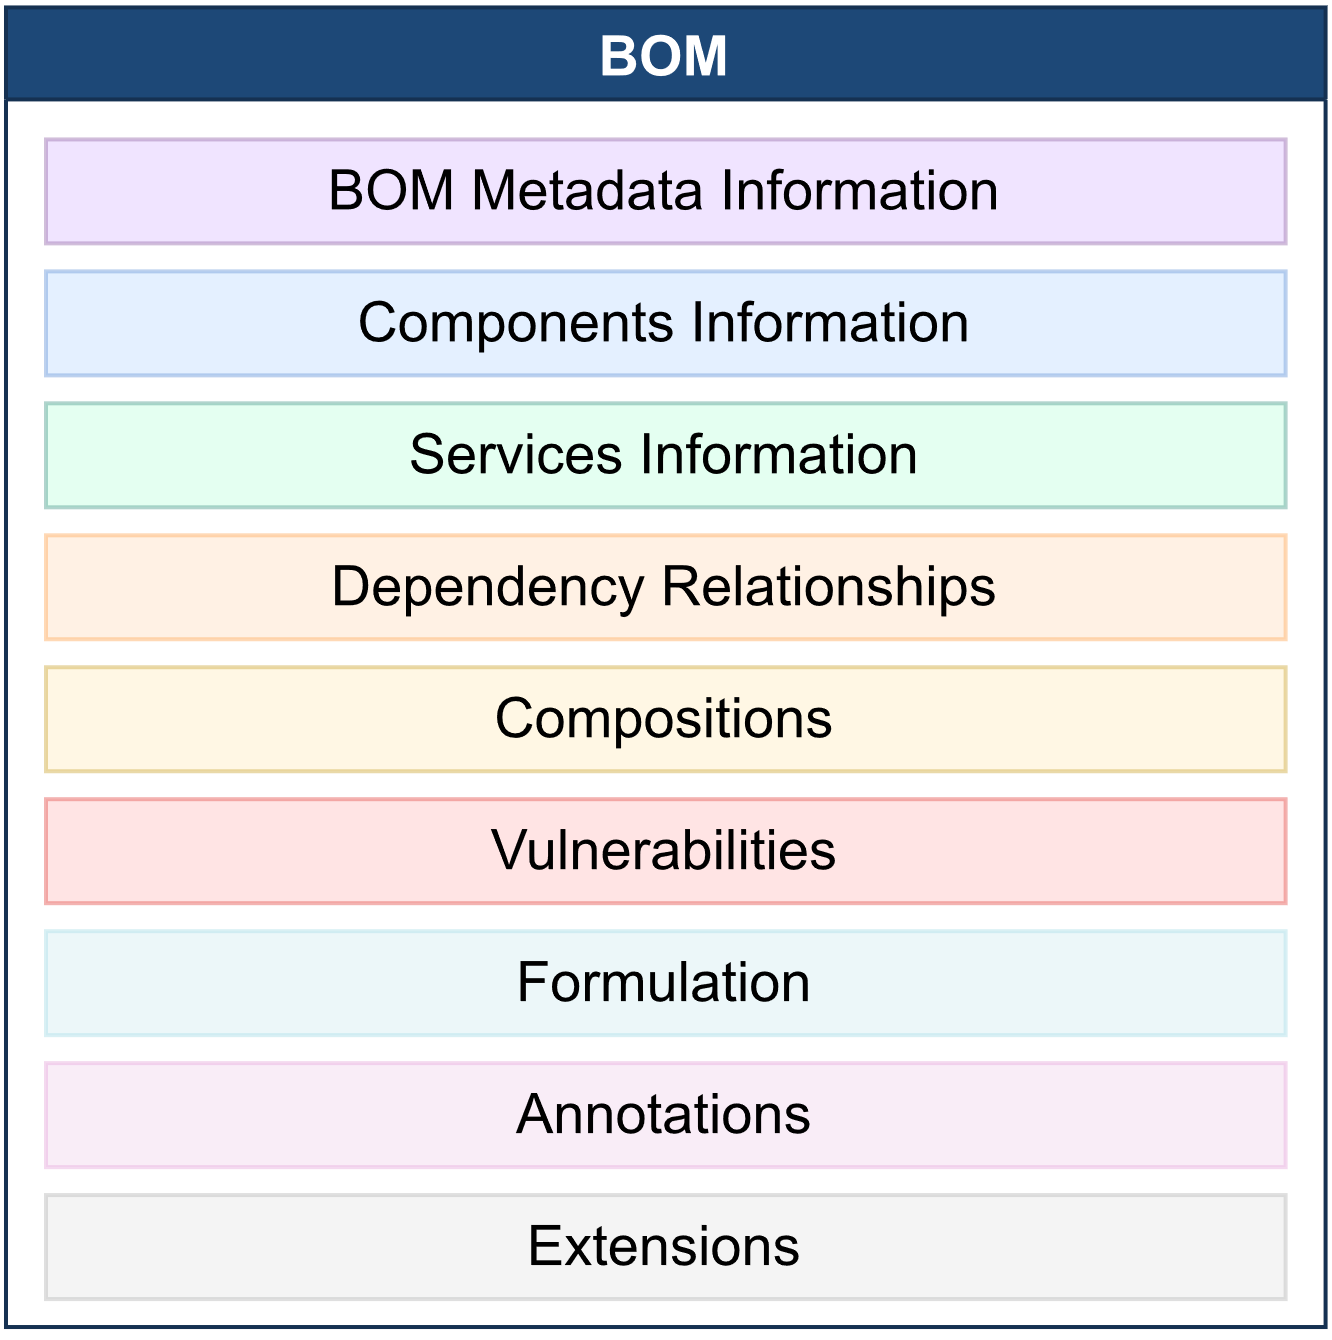 BOM
BOM Metadata Information
Components Information
Services Information
Dependency Relationships
Compositions
Vulnerabilities
Formulation
Annotations
Extensions